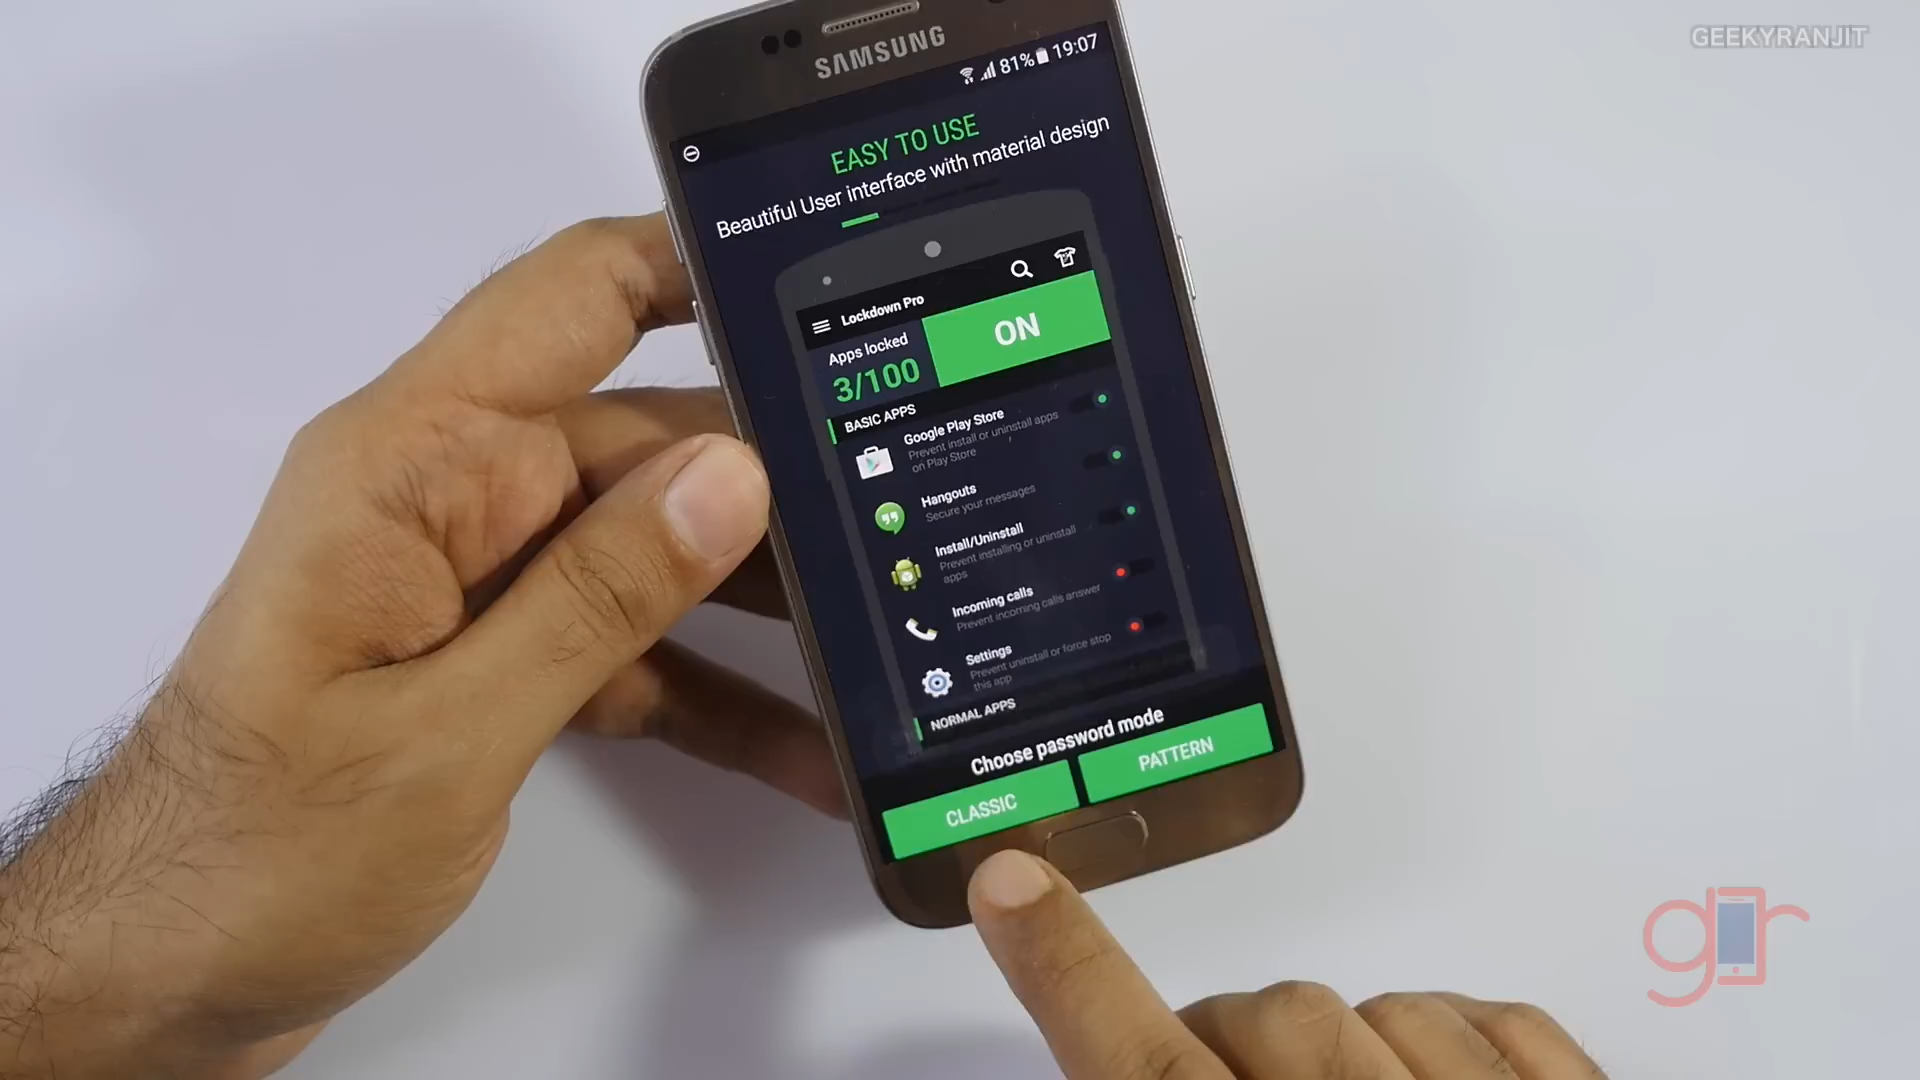 GEEKYRANJIT
SAMSUNG
81% 19:07
EASY TO USE
Beautiful User interface with material design
Lockdown Pro
Apps locked
3/100
ON
BASIC APPS
Google Play Store
Prevent install or uninstall apps
on Play Store
Hangouts
Secure your messages
Install/Uninstall
Prevent installing or uninstall
apps
Incoming calls
Prevent incoming calls answer
Settings
Prevent uninstall or force stop
this app
NORMAL APPS
Choose password mode
CLASSIC
PATTERN
gr